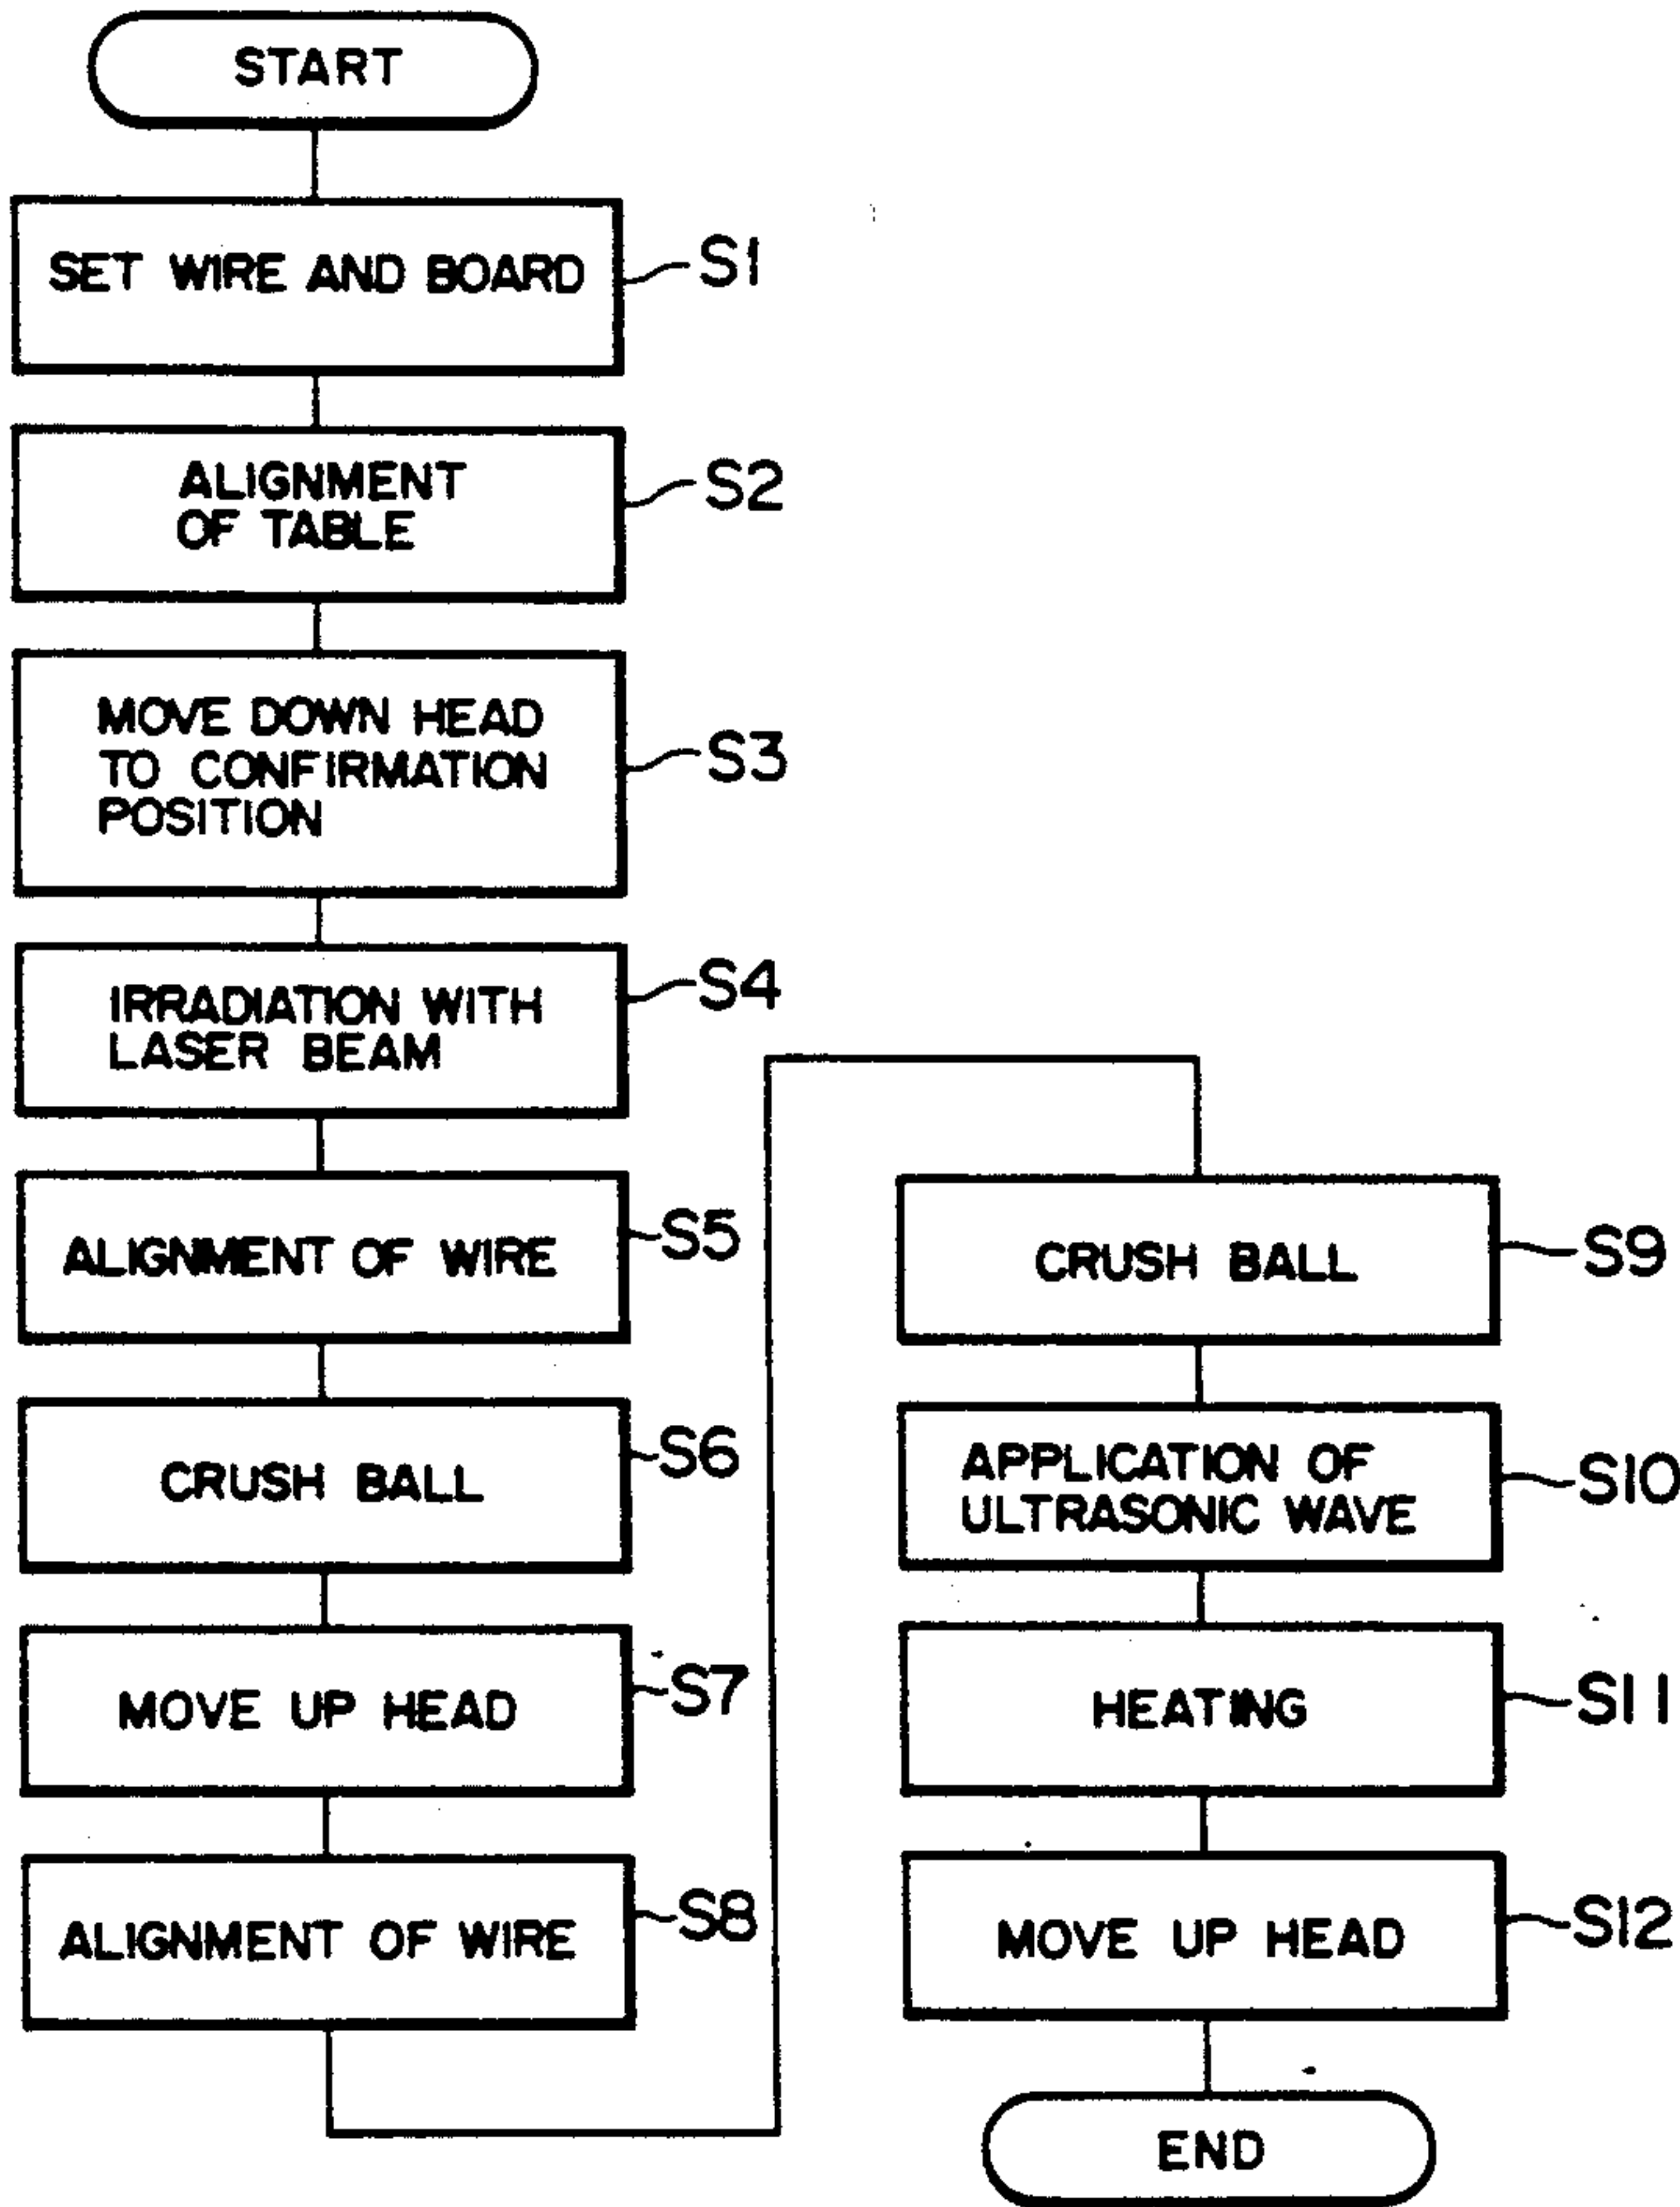 START
SET WIRE AND BOARD
S1
ALIGNMENT
OF TABLE
S2
MOVE DOWN HEAD
TO CONFIRMATION
POSITION
S3
IRRADIATION WITH
LASER BEAM
S4
ALIGNMENT OF WIRE
S5
CRUSH BALL
S6
MOVE UP HEAD
S7
ALIGNMENT OF WIRE
S8
CRUSH BALL
S9
APPLICATION OF
ULTRASONIC WAVE
S10
HEATING
S11
MOVE UP HEAD
S12
END